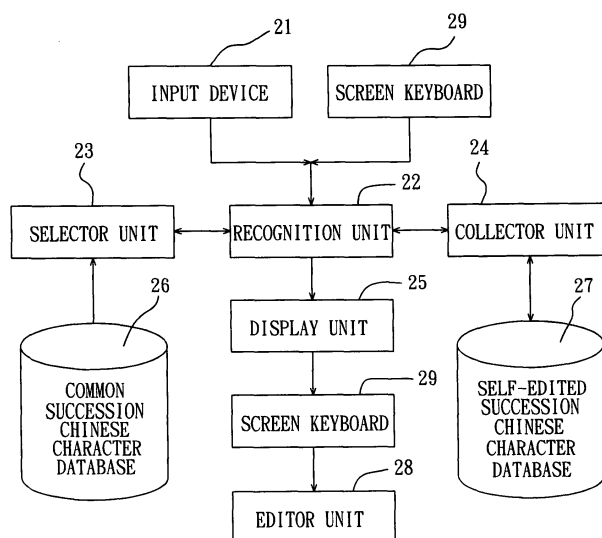 21
29
INPUT DEVICE
SCREEN KEYBOARD
23
22
24
SELECTOR UNIT
RECOGNITION UNIT
COLLECTOR UNIT
26
25
27
DISPLAY UNIT
COMMON
SUCCESSION
CHINESE
CHARACTER
DATABASE
29
SCREEN KEYBOARD
SELF-EDITED
SUCCESSION
CHINESE
CHARACTER
DATABASE
28
EDITOR UNIT